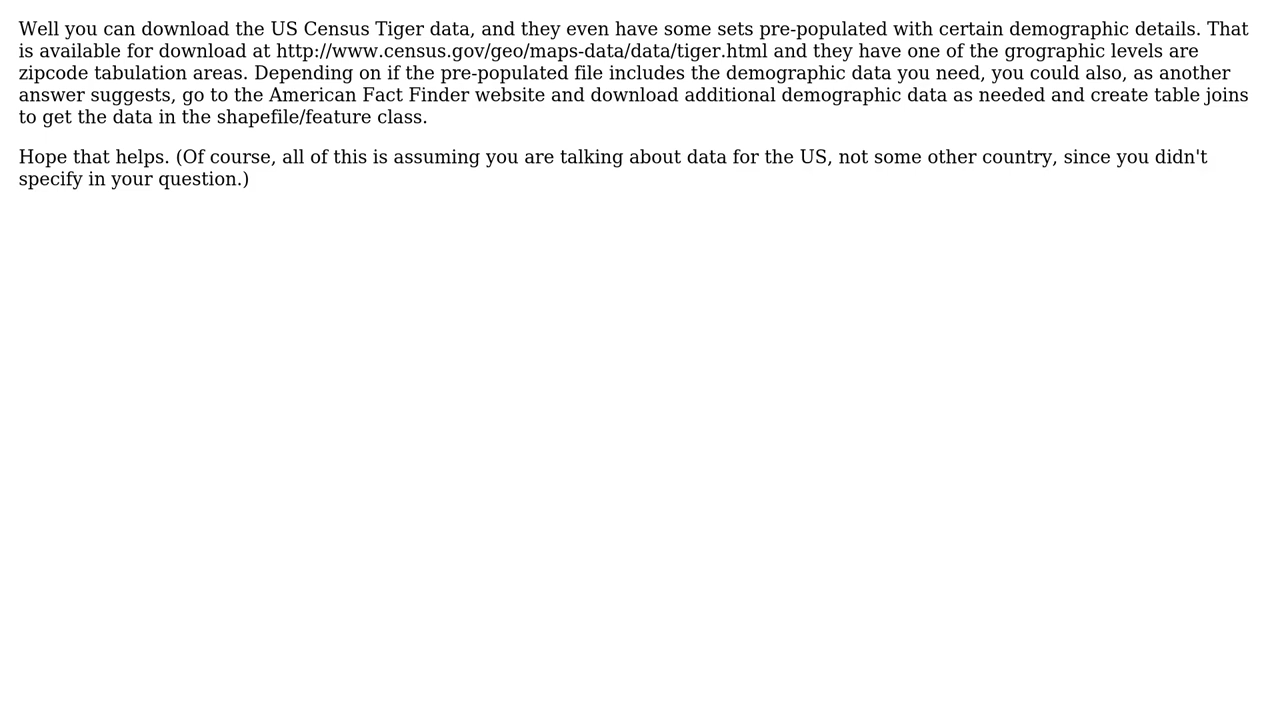 Well you can download the US Census Tiger data, and they even have some sets pre-populated with certain demographic details. That
is available for download at http://www.census.gov/geo/maps-data/data/tiger.html and they have one of the grographic levels are
zipcode tabulation areas. Depending on if the pre-populated file includes the demographic data you need, you could also, as another
answer suggests, go to the American Fact Finder website and download additional demographic data as needed and create table joins
to get the data in the shapefile/feature class.
Hope that helps. (Of course, all of this is assuming you are talking about data for the US, not some other country, since you didn't
specify in your question.)